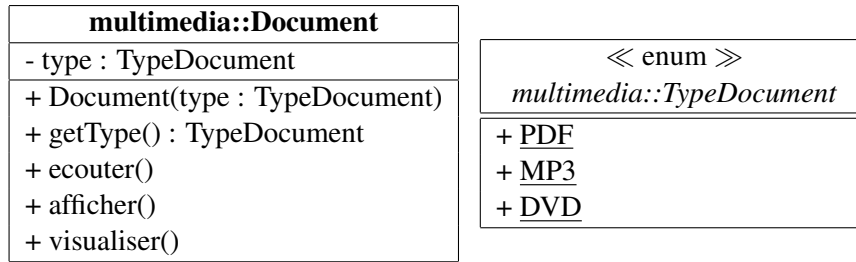 multimedia::Document
- type : TypeDocument
+ Document(type : TypeDocument)
+ getType() : TypeDocument
+ ecouter()
+ afficher()
+ visualiser()
≪ enum ≫
multimedia::TypeDocument
+ PDF
+ MP3
+ DVD